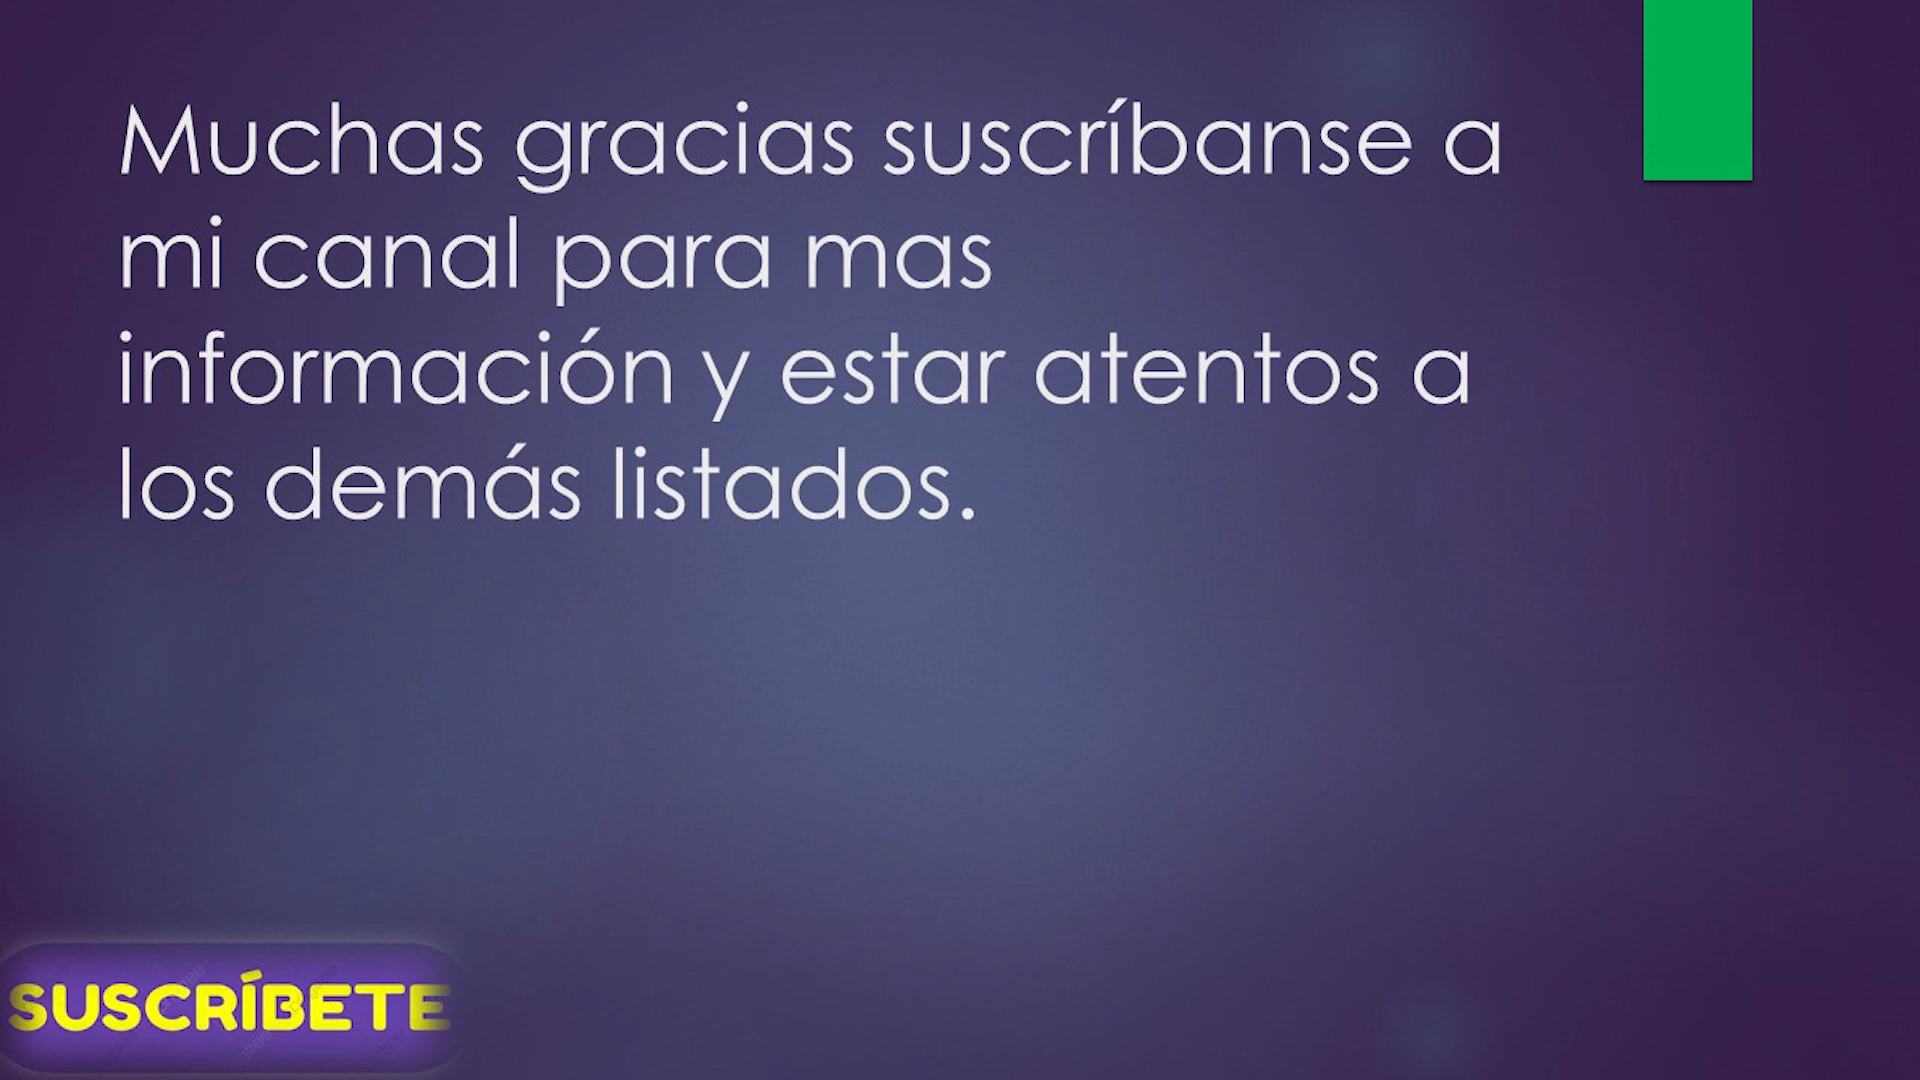 Muchas gracias suscríbanse a
mi canal para mas
información y estar atentos a
los demás listados.
SUSCRÍBETE